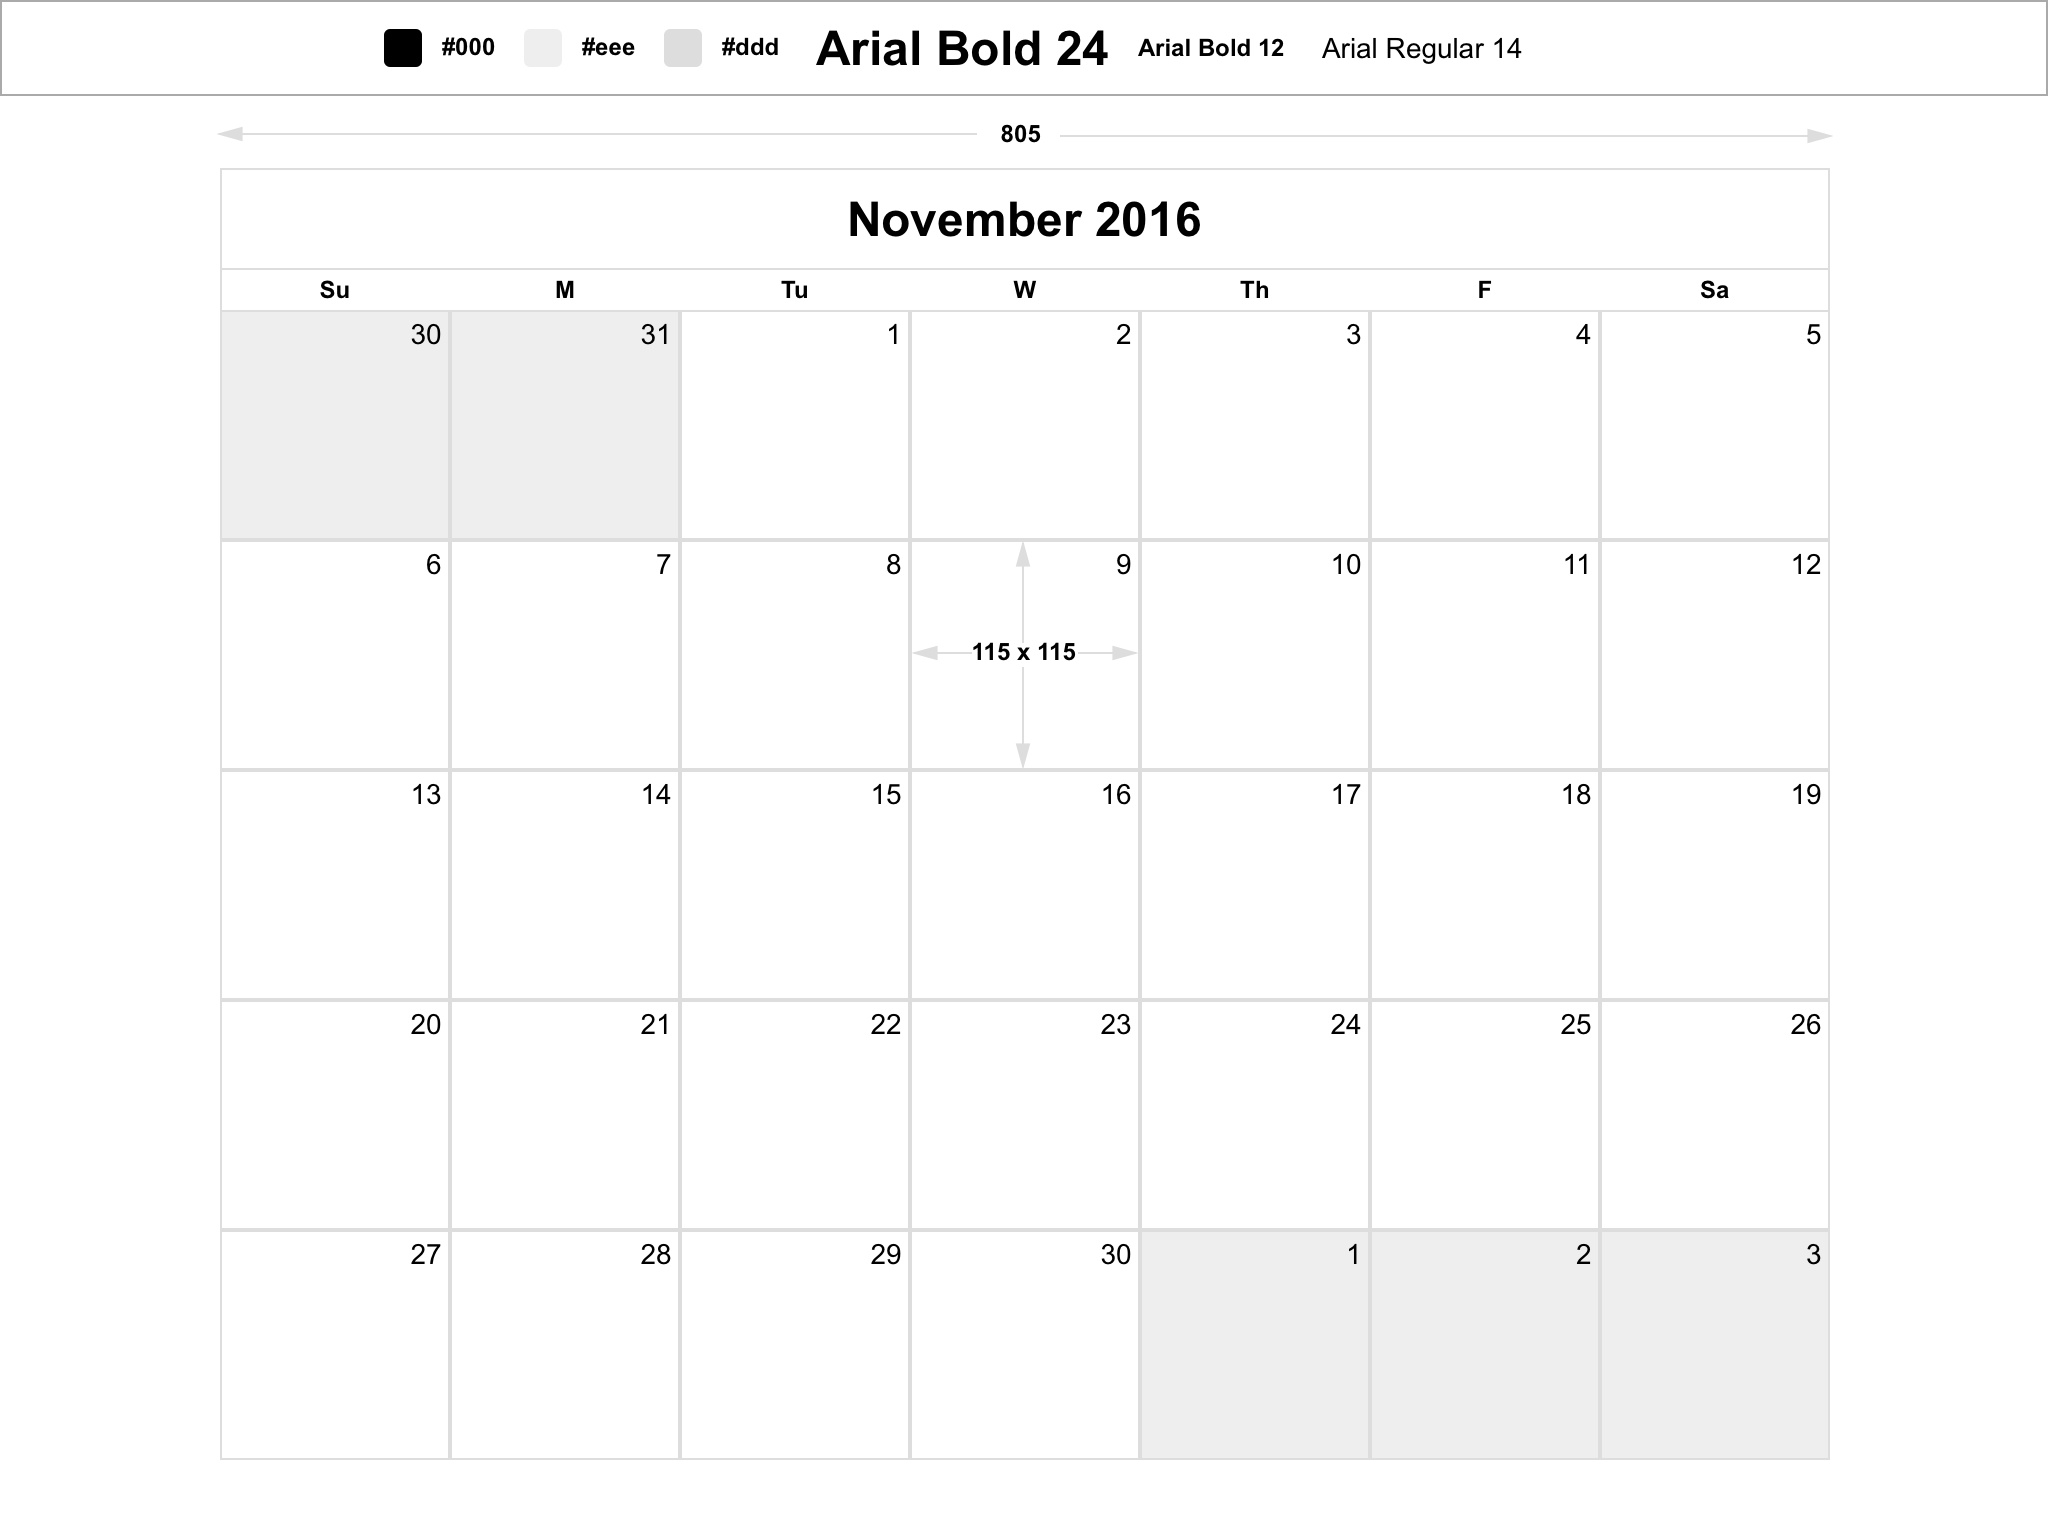 #000 #eee #ddd Arial Bold 24 Arial Bold 12 Arial Regular 14
805
November 2016
Su M Tu W Th F Sa
30 31 1 2 3 4 5
6 7 8 9 10 11 12
115 x 115
13 14 15 16 17 18 19
20 21 22 23 24 25 26
27 28 29 30 1 2 3